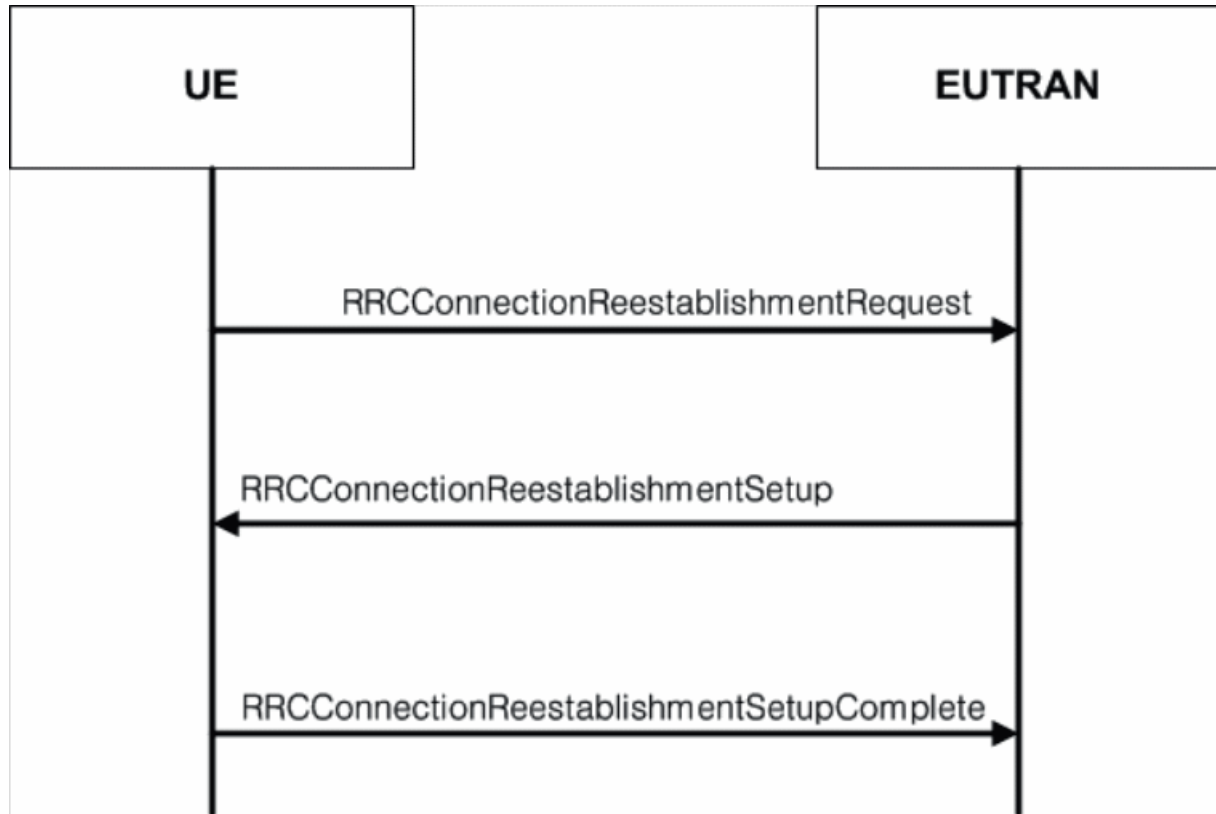 UE
EUTRAN
RRCConnectionReestablishmentRequest
RRCConnectionReestablishmentSetup
RRCConnectionReestablishmentSetupComplete